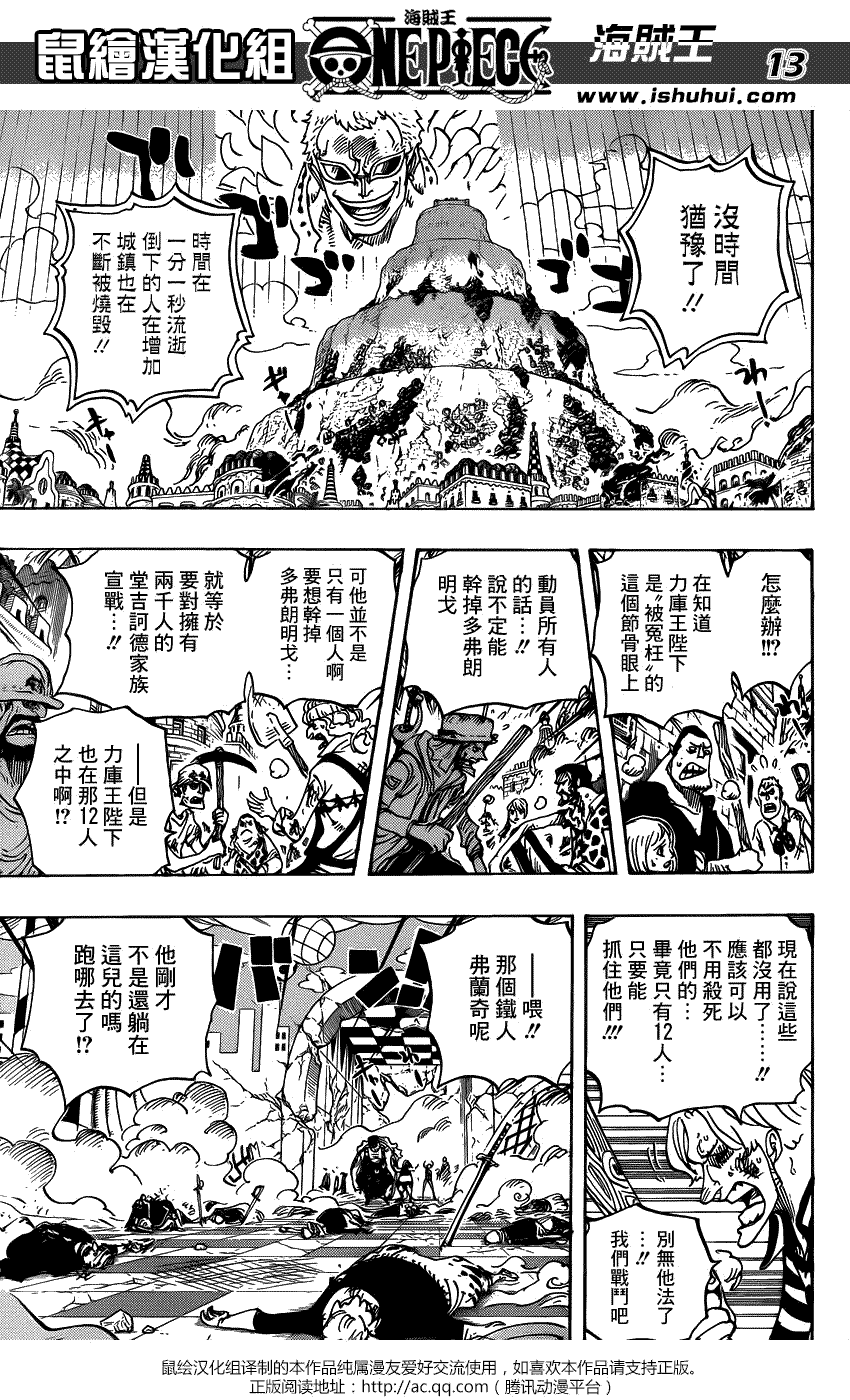 鼠繪漢化組
海賊王
ONE PIECE
海賊王
13
www.ishuhui.com
沒時間
猶豫了!!
時間在
一分一秒流逝
倒下的人在增加
城鎮也在
不斷被燒毀!!
ゴゴゴ
ゴゴゴ
わー
怎麼辦!!?
在知道
力庫王陛下
是〝被冤枉〞的
這個節骨眼上
動員所有人
的話…!!
說不定能
幹掉多弗朗
明戈
可他並不是
只有一個人啊
要想幹掉
多弗朗明戈…
就等於
要對擁有
兩千人的
堂吉訶德家族
宣戰…!!
──但是
力庫王陛下
也在那12人
之中啊!?
現在說這些
都沒用了……!!
應該可以
不用殺死
他們的…
畢竟只有12人…
只要能
抓住他們!!!
別無他法了
…!!
我們戰鬥吧
──喂!!
那個鐵人
弗蘭奇呢
他剛才
不是還躺在
這兒的嗎
跑哪去了!?
鼠绘汉化组译制的本作品纯属漫友爱好交流使用，如喜欢本作品请支持正版。
正版阅读地址：http://ac.qq.com（腾讯动漫平台）